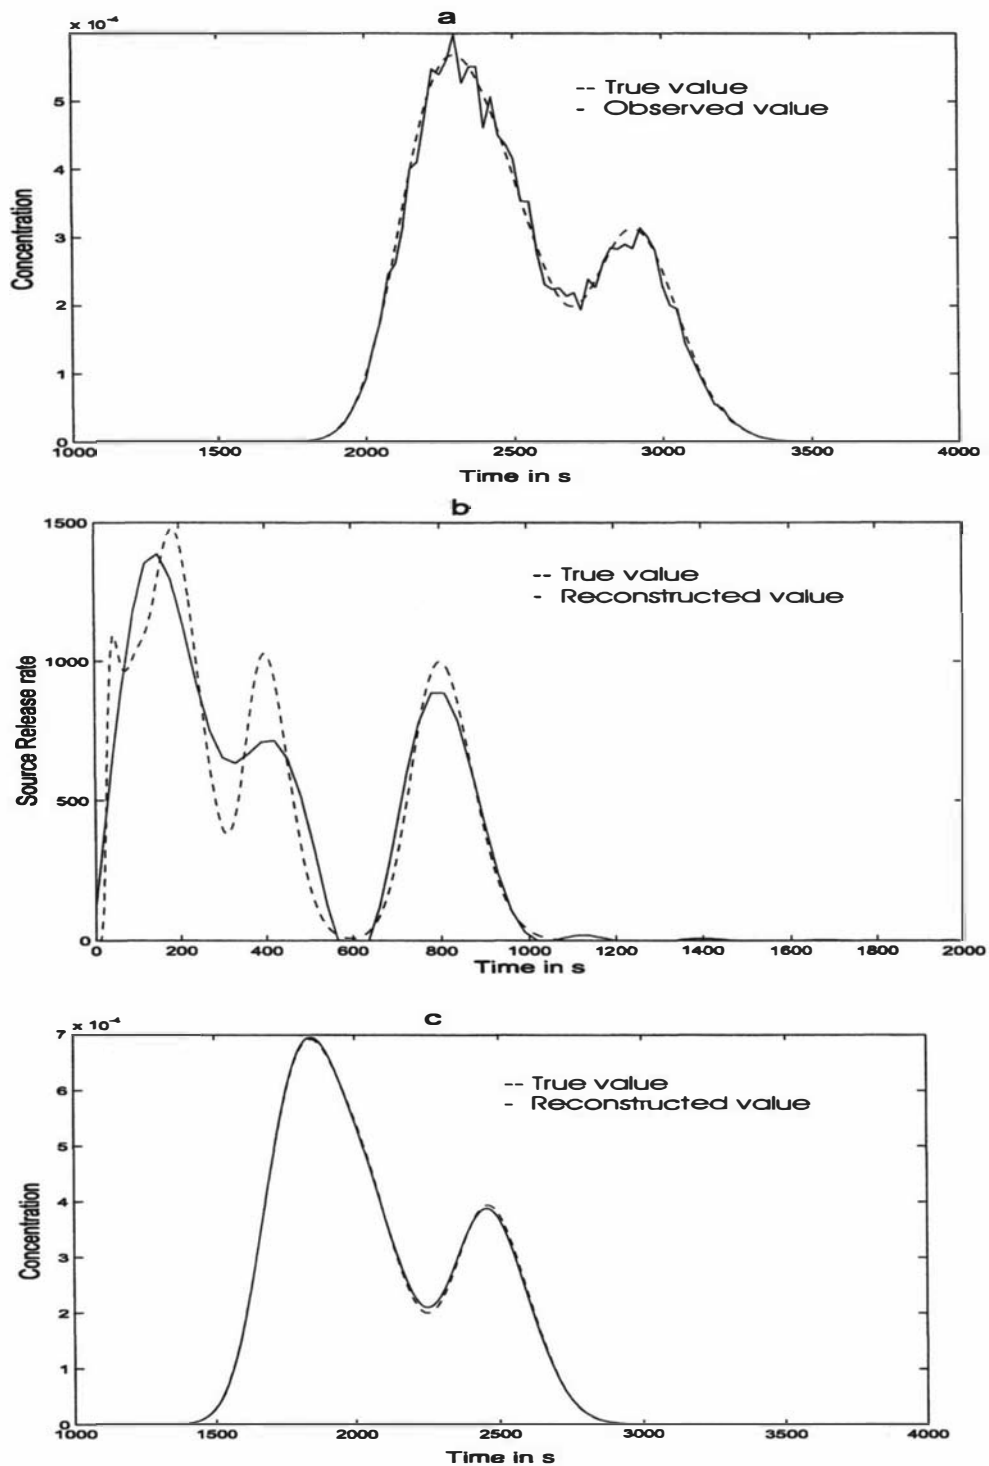 a
x 10⁻⁴
-- True value
- Observed value
5
4
3
2
1
0
Concentration
1000 1500 2000 2500 3000 3500 4000
Time in s
b
1500
1000
500
0
-- True value
- Reconstructed value
Source Release rate
0 200 400 600 800 1000 1200 1400 1600 1800 2000
Time in s
c
x 10⁻⁴
7
6
5
4
3
2
1
0
-- True value
- Reconstructed value
Concentration
1000 1500 2000 2500 3000 3500 4000
Time in s